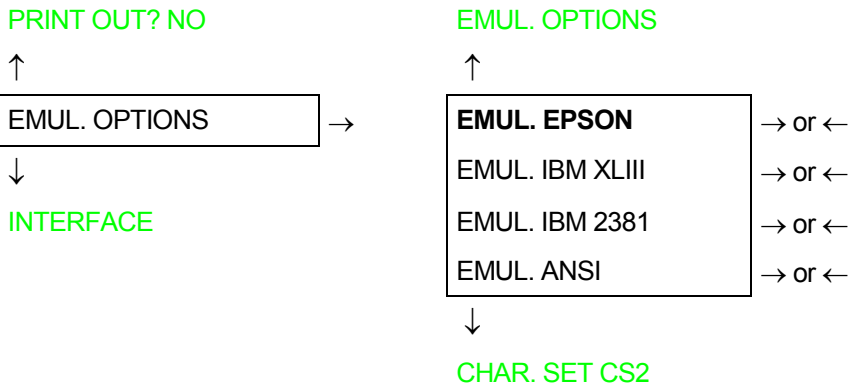 PRINT OUT? NO
↑
EMUL. OPTIONS →
↓
INTERFACE
EMUL. OPTIONS
↑
EMUL. EPSON → or ←
EMUL. IBM XLIII → or ←
EMUL. IBM 2381 → or ←
EMUL. ANSI → or ←
↓
CHAR. SET CS2